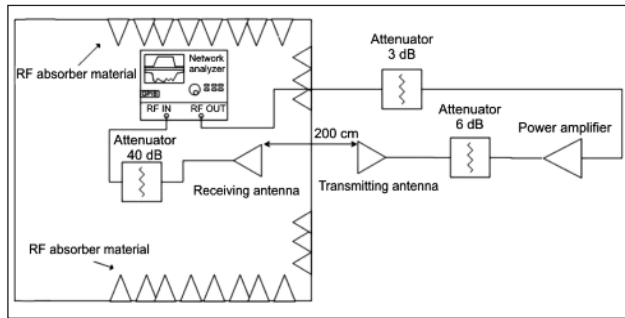 RF absorber material
Network
analyzer
RF IN
RF OUT
Attenuator
40 dB
Receiving antenna
200 cm
Transmitting antenna
Attenuator
3 dB
Attenuator
6 dB
Power amplifier
RF absorber material